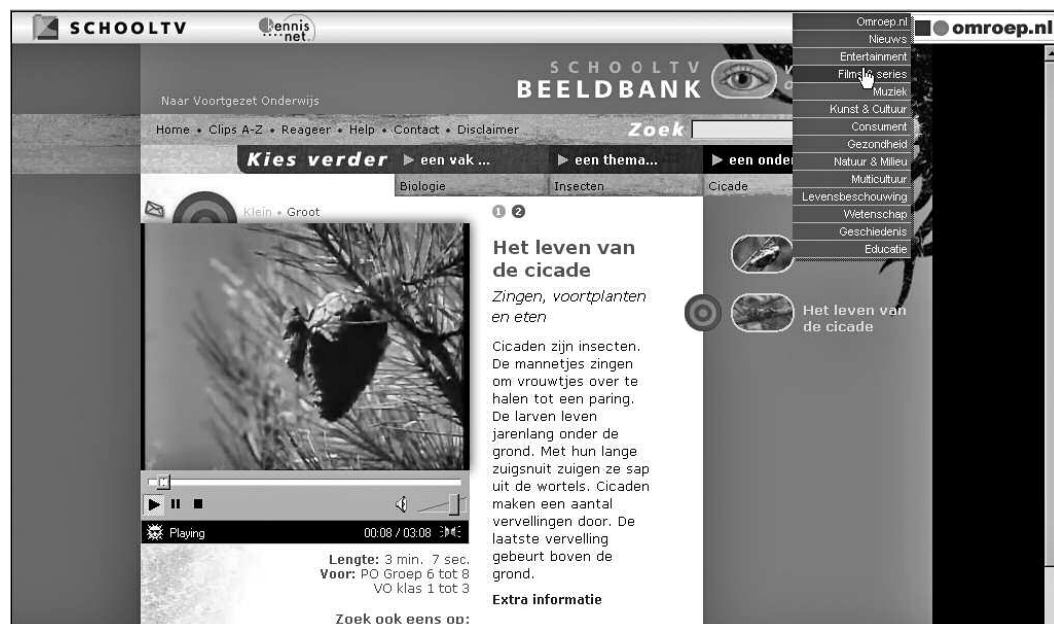 SCHOOLTV
kennis
net.
omroep.nl
Omroep.nl
Nieuws
Entertainment
Films & series
Muziek
Kunst & Cultuur
Consument
Gezondheid
Natuur & Milieu
Multicultuur
Levensbeschouwing
Wetenschap
Geschiedenis
Educatie
SCHOOLTV
BEELDBANK
Naar Voortgezet Onderwijs
Home • Clips A-Z • Reageer • Help • Contact • Disclaimer
Zoek
Kies verder
een vak ...
een thema...
een onde
Biologie
Insecten
Cicade
Klein • Groot
1 2
Het leven van
de cicade
Zingen, voortplanten
en eten
Cicaden zijn insecten.
De mannetjes zingen
om vrouwtjes over te
halen tot een paring.
De larven leven
jarenlang onder de
grond. Met hun lange
zuigsnuit zuigen ze sap
uit de wortels. Cicaden
maken een aantal
vervellingen door. De
laatste vervelling
gebeurt boven de
grond.
Extra informatie
Het leven van
de cicade
Playing
00:08 / 03:08
Lengte: 3 min. 7 sec.
Voor: PO Groep 6 tot 8
VO klas 1 tot 3
Zoek ook eens op: